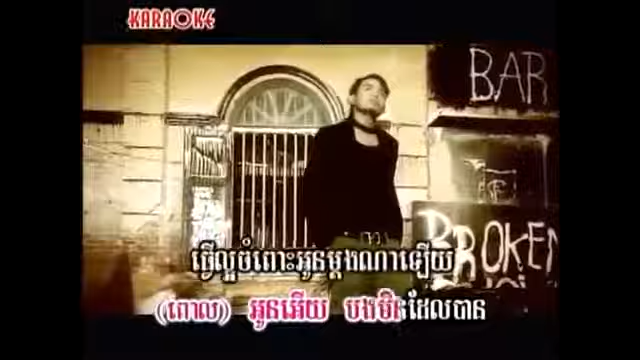 KARAOKE
BAR
BROKEN
ធ្វើល្អចំពោះអូនម្ដងណាឡើយ
(ពោល) អូនអើយ បងមិនដែលបាន